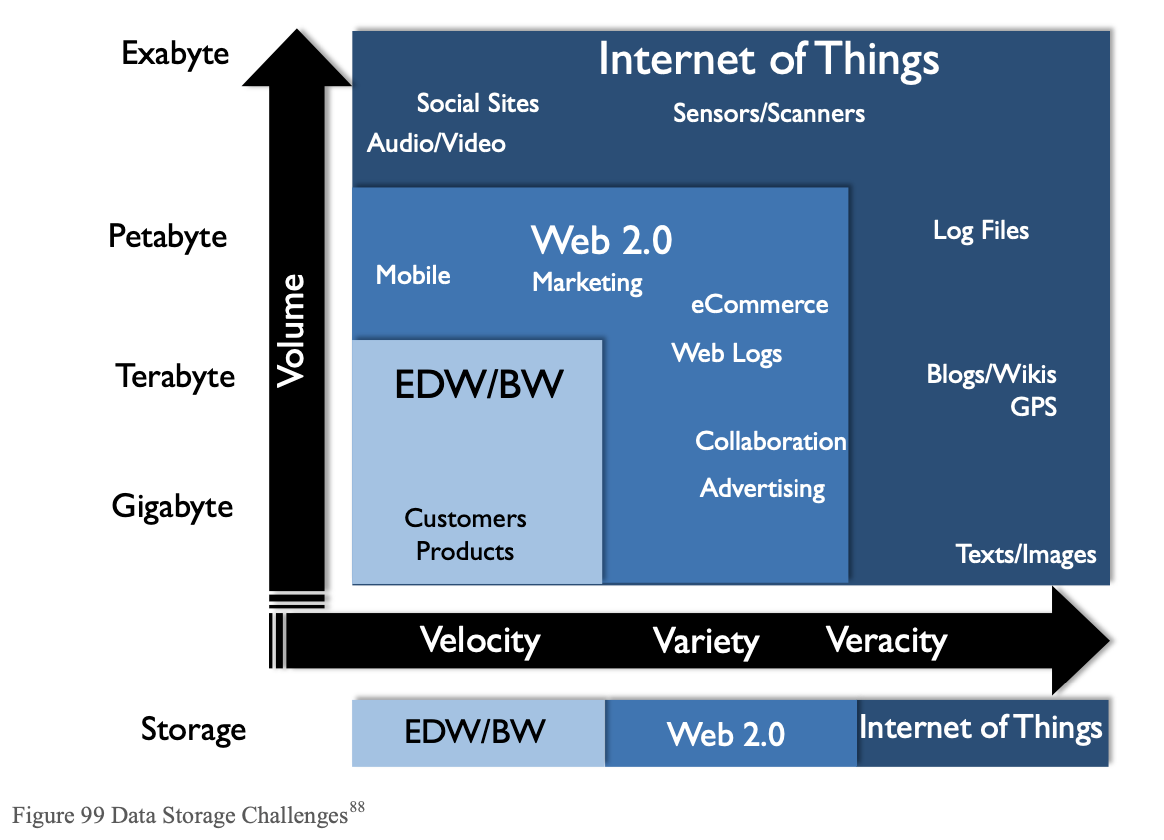 Exabyte
Internet of Things
Social Sites
Sensors/Scanners
Audio/Video
Petabyte
Web 2.0
Log Files
Mobile
Marketing
eCommerce
Volume
Web Logs
Terabyte
EDW/BW
Blogs/Wikis
GPS
Collaboration
Advertising
Gigabyte
Customers
Products
Texts/Images
Velocity
Variety
Veracity
Storage
EDW/BW
Web 2.0
Internet of Things
Figure 99 Data Storage Challenges88